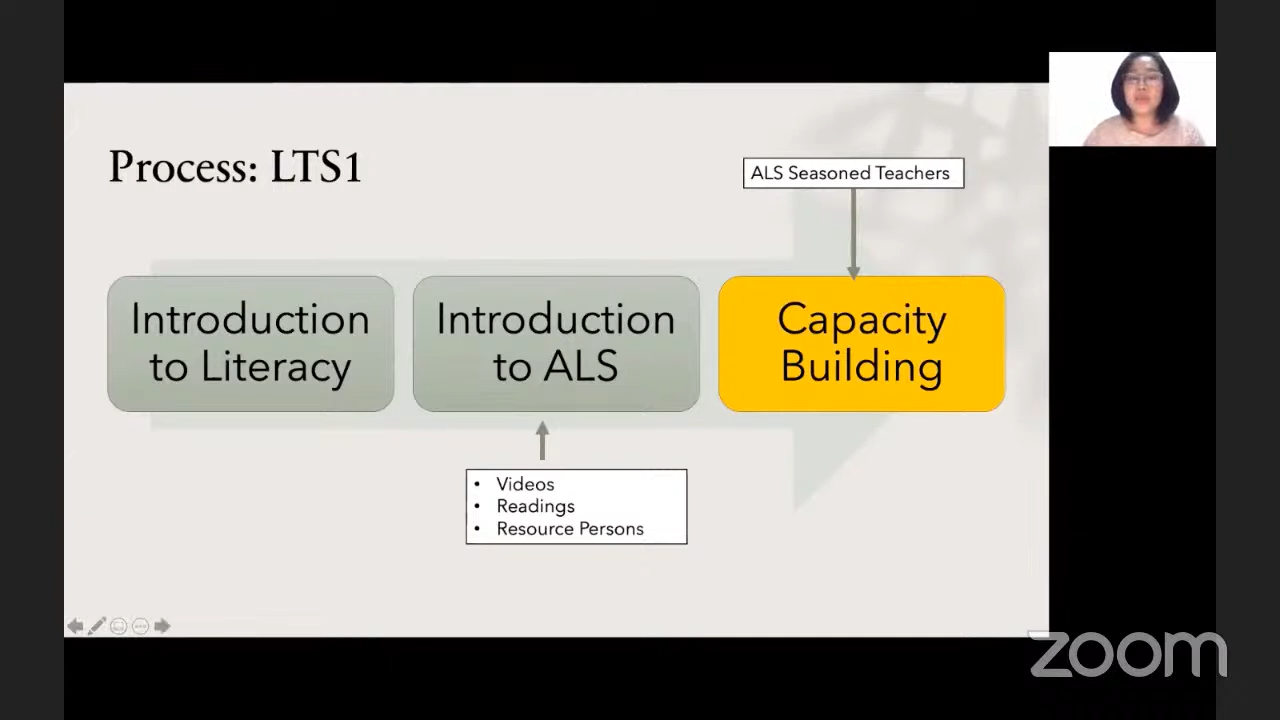 Process: LTS1
ALS Seasoned Teachers
Introduction
to Literacy
Introduction
to ALS
Capacity
Building
• Videos
• Readings
• Resource Persons
zoom